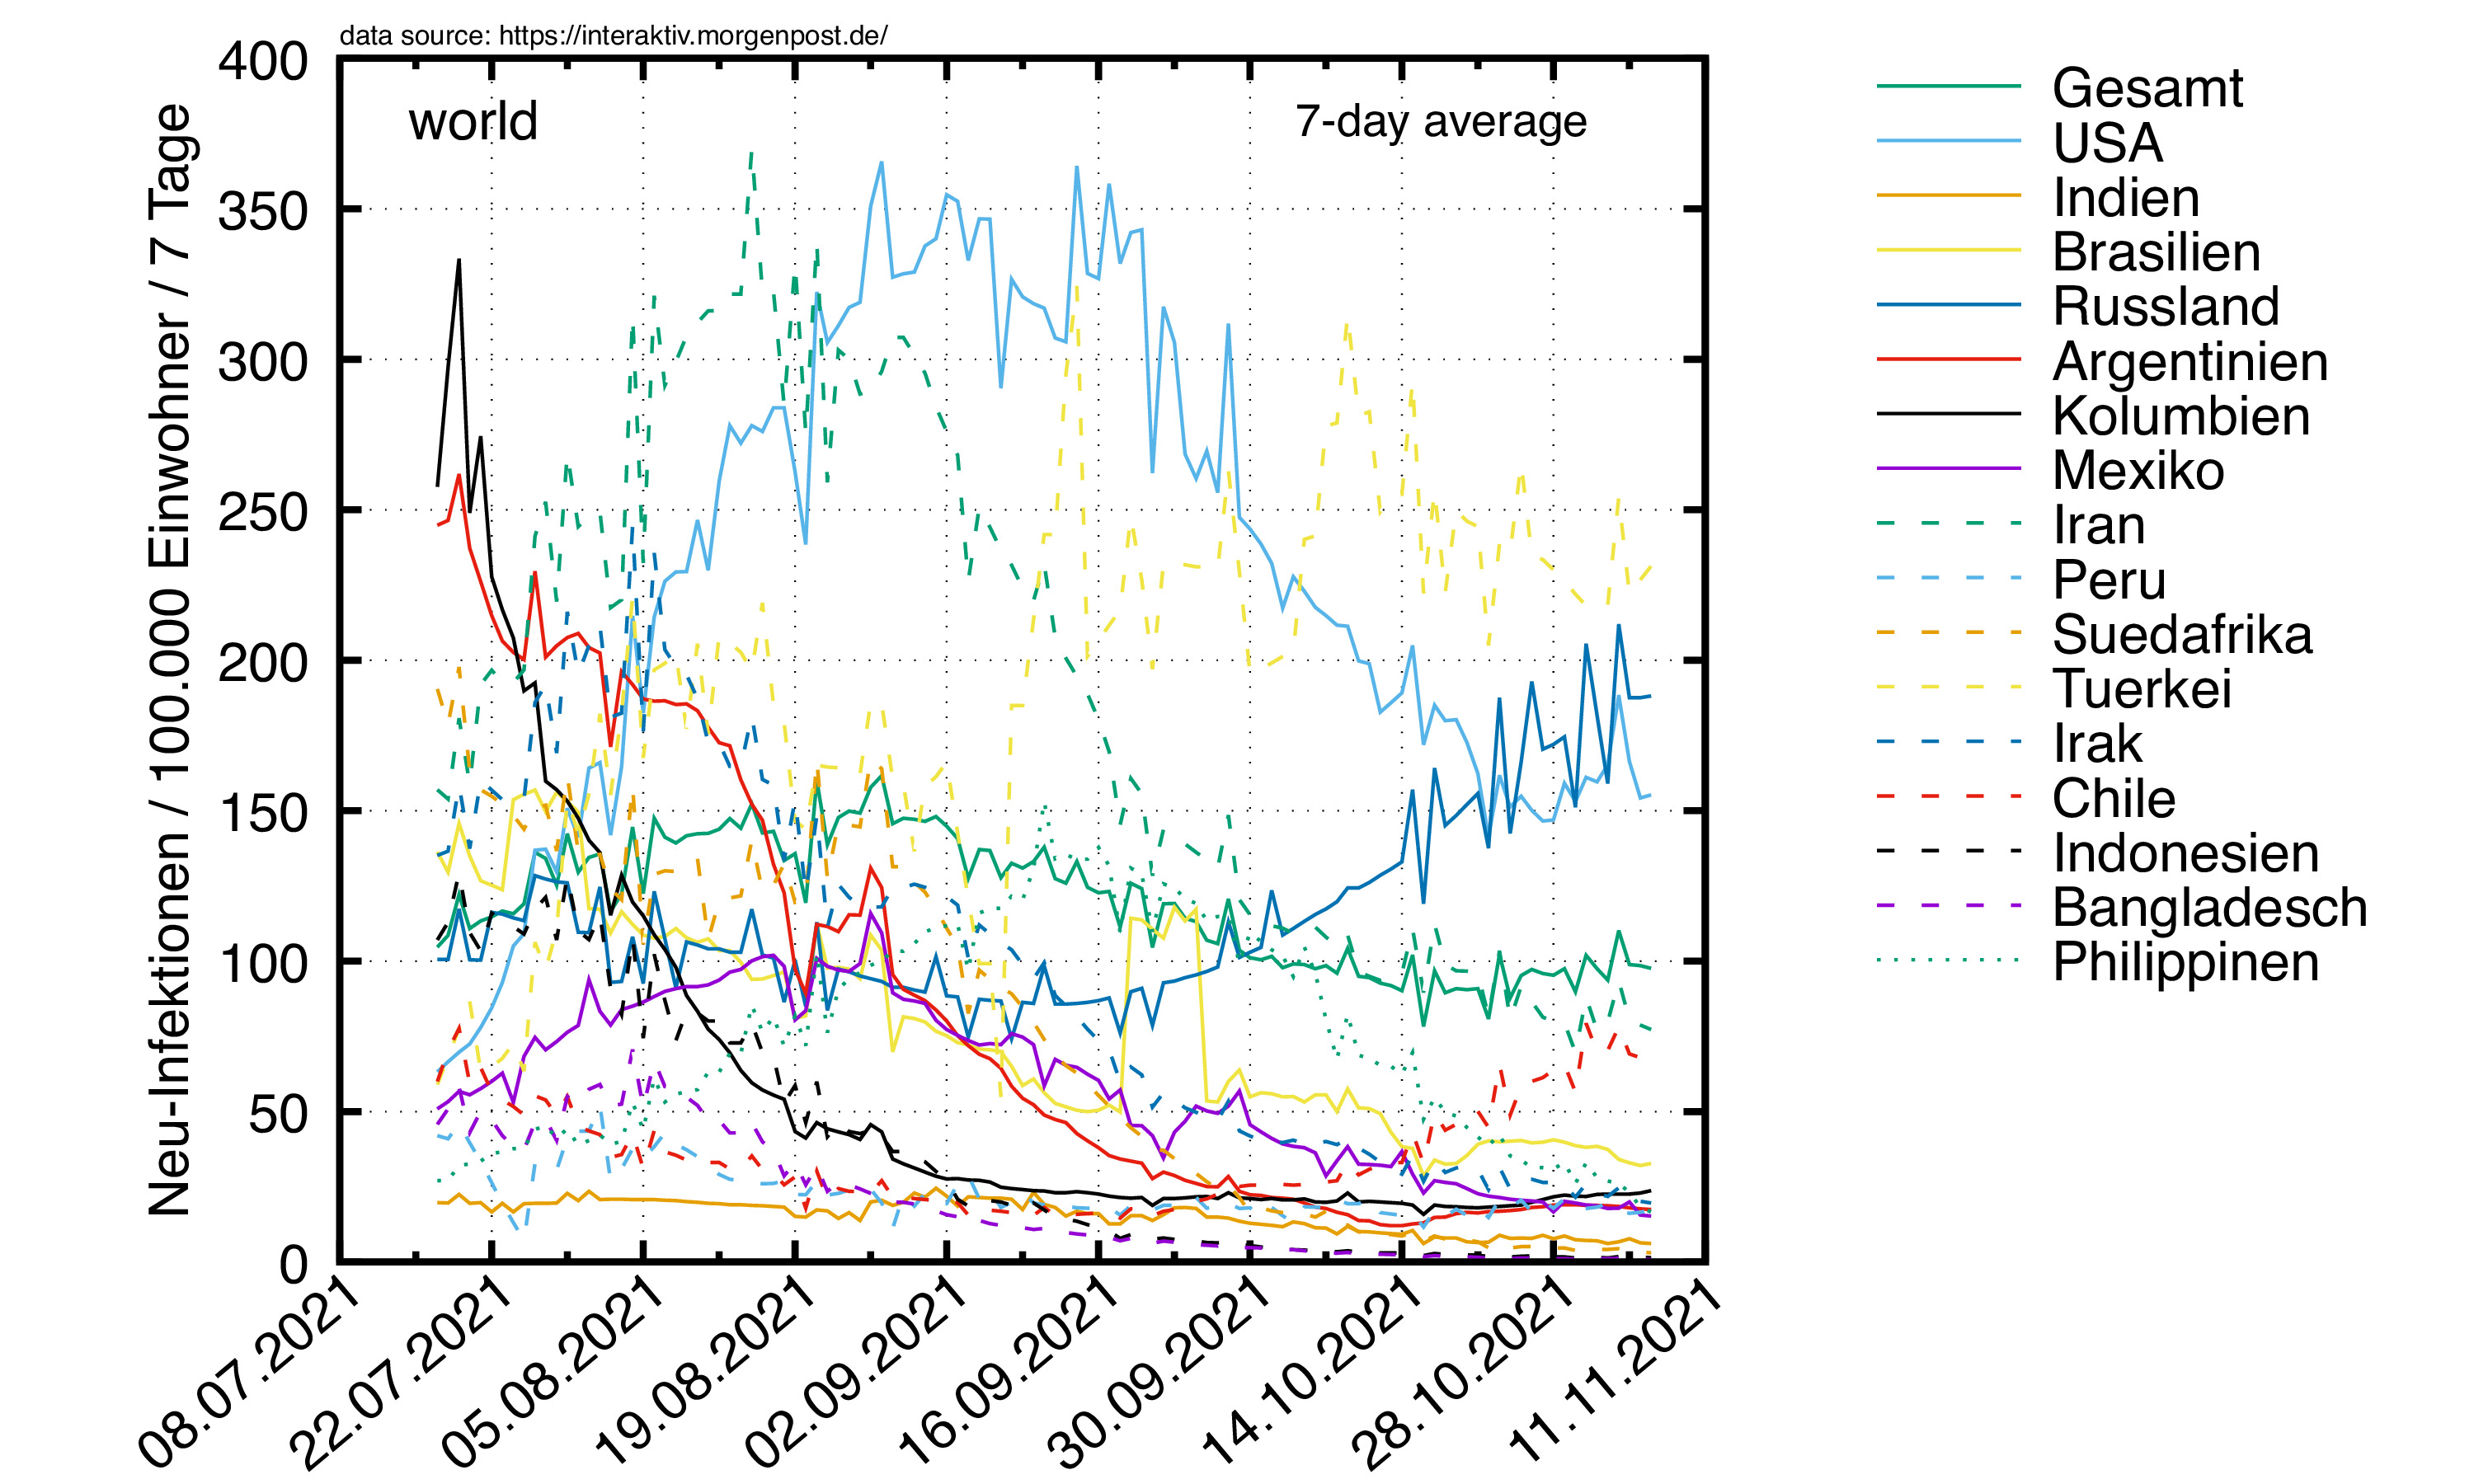 data source: https://interaktiv.morgenpost.de/
world
7-day average
Neu-Infektionen / 100.000 Einwohner / 7 Tage
400
350
300
250
200
150
100
50
0
08.07.2021
22.07.2021
05.08.2021
19.08.2021
02.09.2021
16.09.2021
30.09.2021
14.10.2021
28.10.2021
11.11.2021
Gesamt
USA
Indien
Brasilien
Russland
Argentinien
Kolumbien
Mexiko
Iran
Peru
Suedafrika
Tuerkei
Irak
Chile
Indonesien
Bangladesch
Philippinen